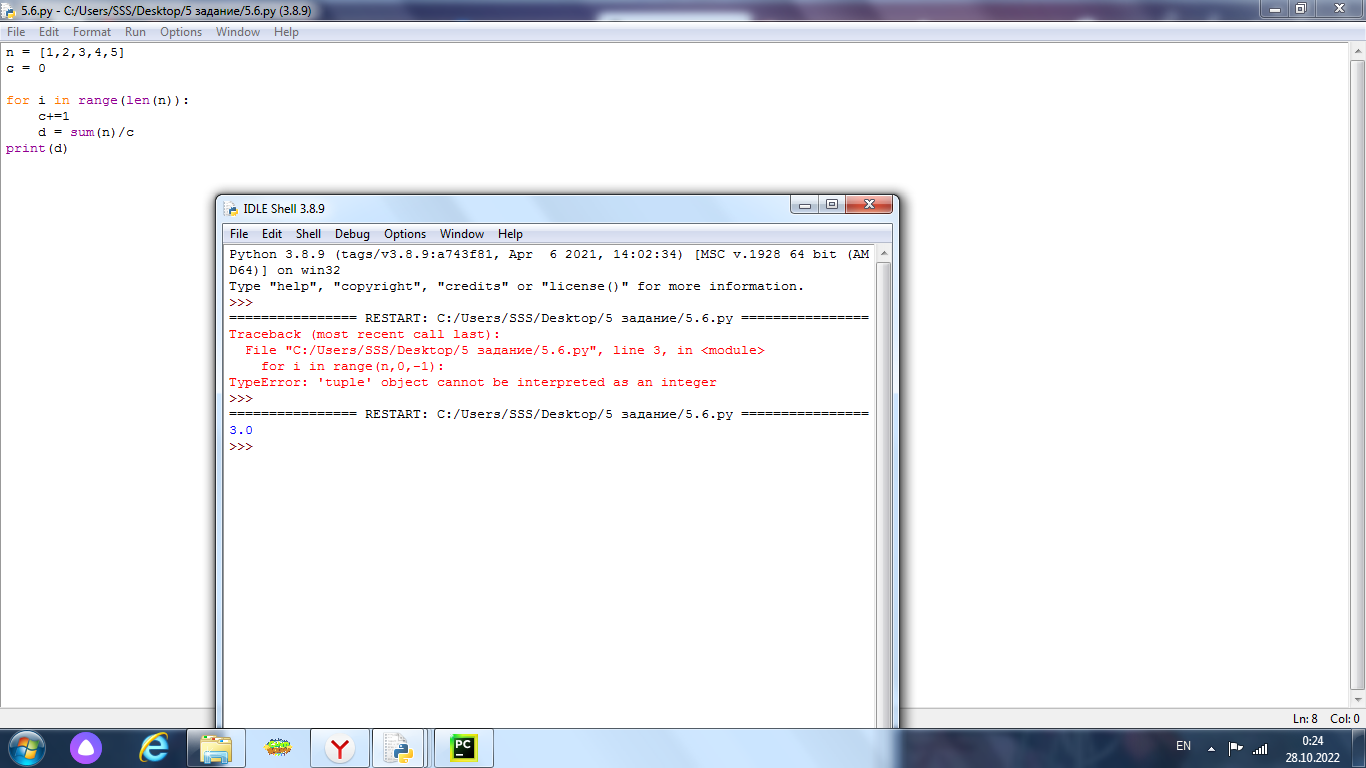 5.6.py - C:/Users/SSS/Desktop/5 задание/5.6.py (3.8.9)
File Edit Format Run Options Window Help
n = [1,2,3,4,5]
c = 0
for i in range(len(n)):
    c+=1
    d = sum(n)/c
print(d)
IDLE Shell 3.8.9
File Edit Shell Debug Options Window Help
Python 3.8.9 (tags/v3.8.9:a743f81, Apr  6 2021, 14:02:34) [MSC v.1928 64 bit (AM
D64)] on win32
Type "help", "copyright", "credits" or "license()" for more information.
>>>
================ RESTART: C:/Users/SSS/Desktop/5 задание/5.6.py ================
Traceback (most recent call last):
  File "C:/Users/SSS/Desktop/5 задание/5.6.py", line 3, in <module>
    for i in range(n,0,-1):
TypeError: 'tuple' object cannot be interpreted as an integer
>>>
================ RESTART: C:/Users/SSS/Desktop/5 задание/5.6.py ================
3.0
>>>
Ln: 8 Col: 0
Y
PC
EN
0:24
28.10.2022